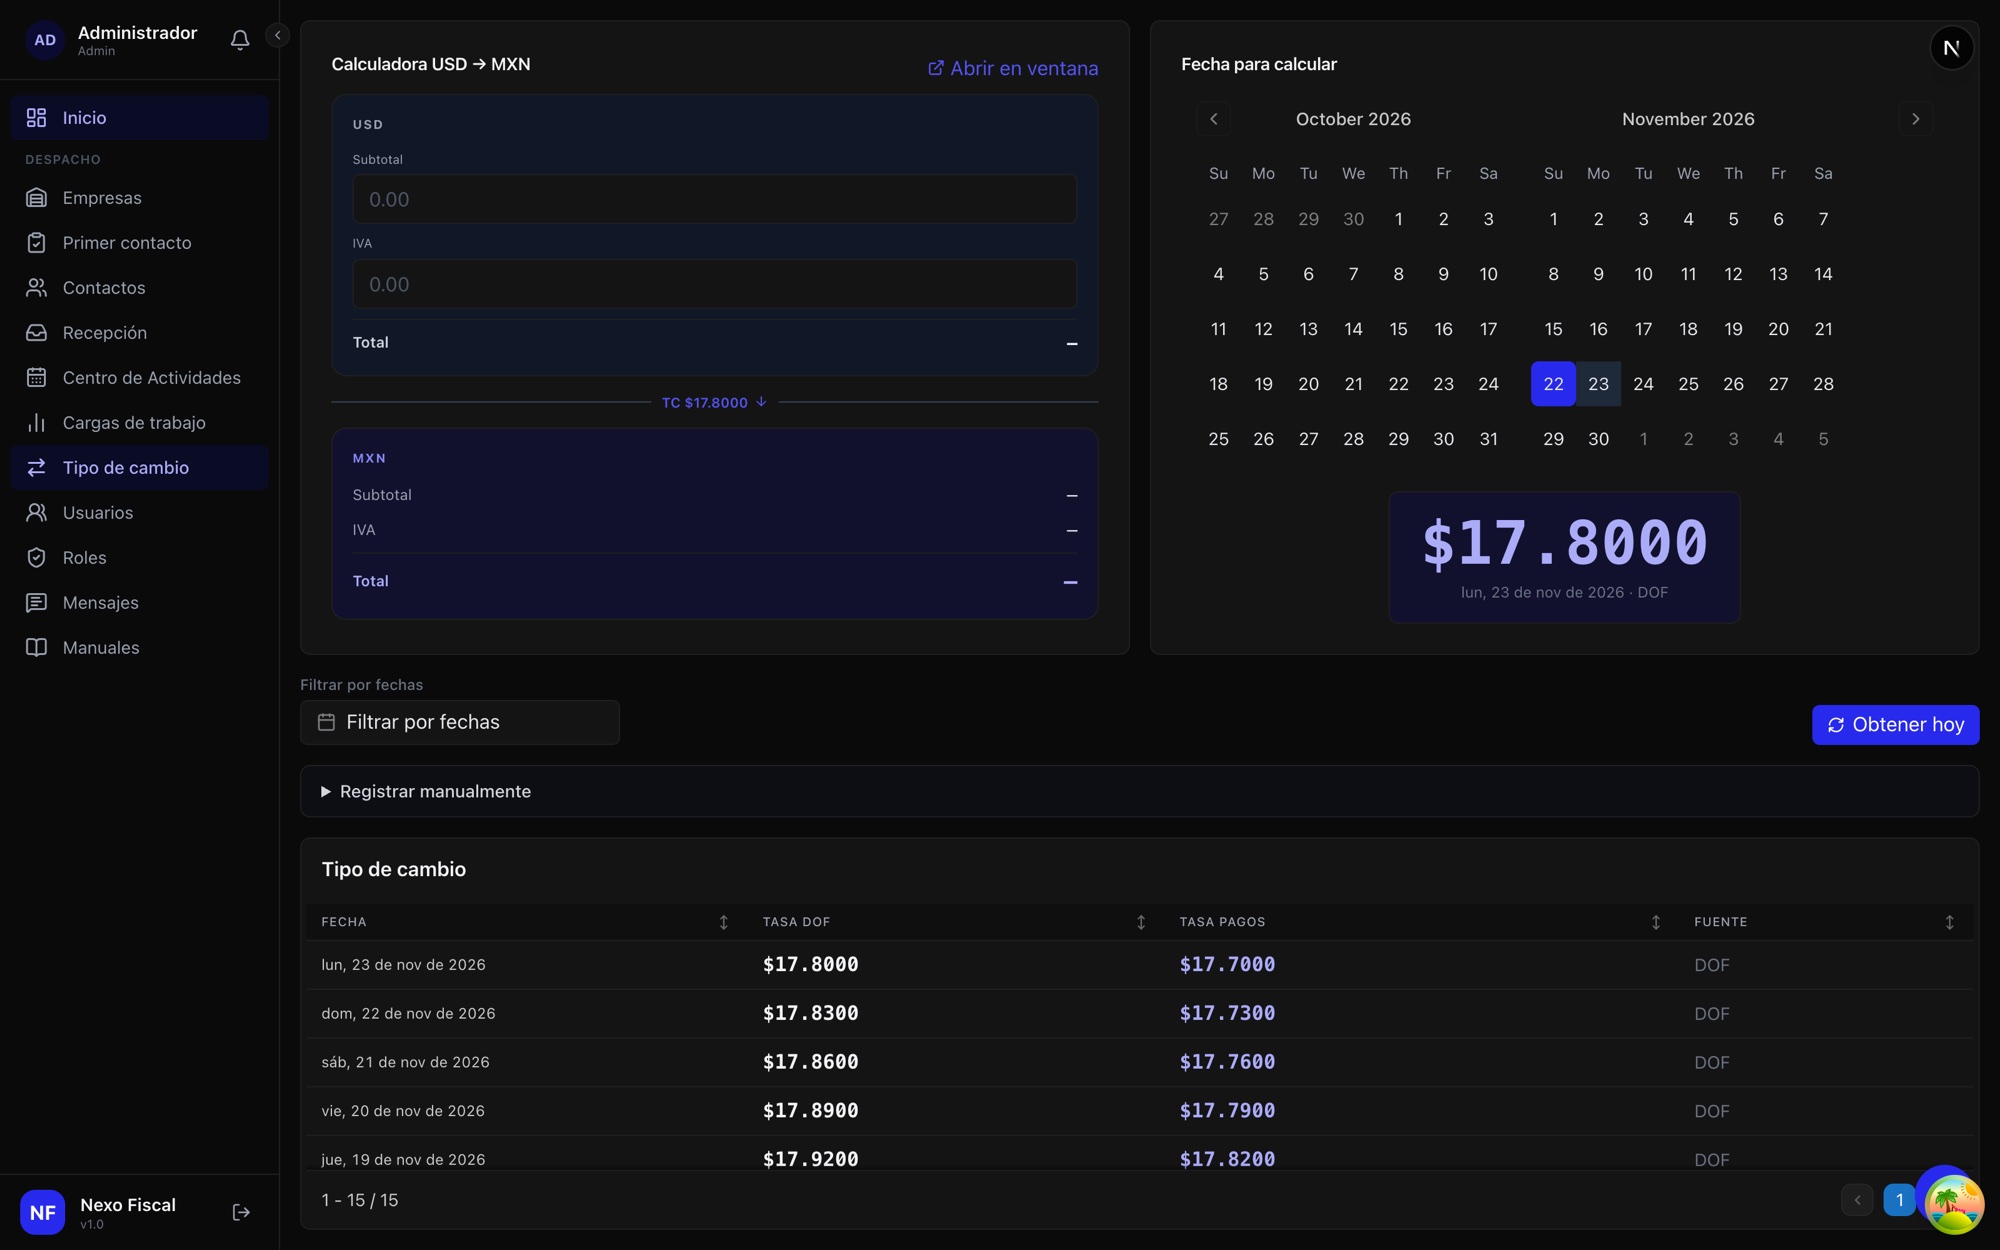 AD
Administrador
Admin
Inicio
DESPACHO
Empresas
Primer contacto
Contactos
Recepción
Centro de Actividades
Cargas de trabajo
Tipo de cambio
Usuarios
Roles
Mensajes
Manuales
NF
Nexo Fiscal
v1.0
Calculadora USD → MXN
Abrir en ventana
USD
Subtotal
0.00
IVA
0.00
Total
—
TC $17.8000 ↓
MXN
Subtotal —
IVA —
Total —
Fecha para calcular
N
October 2026
Su Mo Tu We Th Fr Sa
27 28 29 30 1 2 3
4 5 6 7 8 9 10
11 12 13 14 15 16 17
18 19 20 21 22 23 24
25 26 27 28 29 30 31
November 2026
Su Mo Tu We Th Fr Sa
1 2 3 4 5 6 7
8 9 10 11 12 13 14
15 16 17 18 19 20 21
22 23 24 25 26 27 28
29 30 1 2 3 4 5
$17.8000
lun, 23 de nov de 2026 · DOF
Filtrar por fechas
Filtrar por fechas
Obtener hoy
▶ Registrar manualmente
Tipo de cambio
FECHA TASA DOF TASA PAGOS FUENTE
lun, 23 de nov de 2026 $17.8000 $17.7000 DOF
dom, 22 de nov de 2026 $17.8300 $17.7300 DOF
sáb, 21 de nov de 2026 $17.8600 $17.7600 DOF
vie, 20 de nov de 2026 $17.8900 $17.7900 DOF
jue, 19 de nov de 2026 $17.9200 $17.8200 DOF
1 - 15 / 15
1